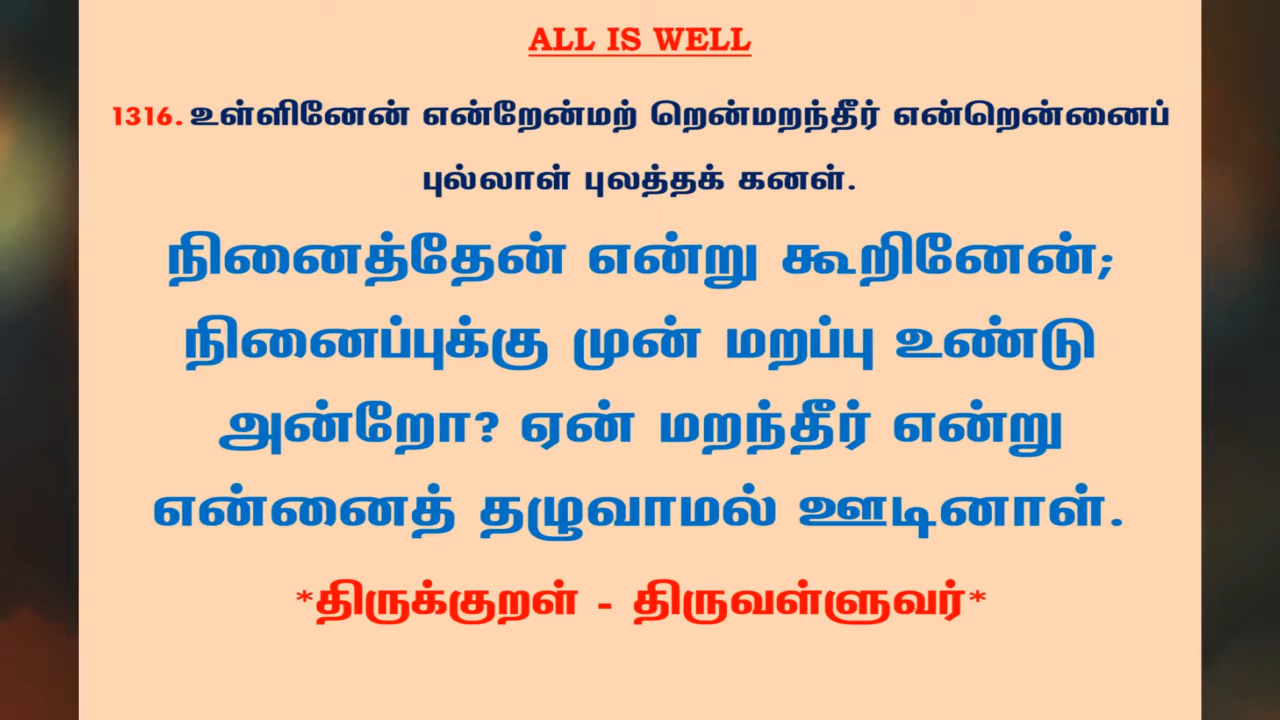 ALL IS WELL
1316. உள்ளினேன் என்றேன்மற் றென்மறந்தீர் என்றென்னைப்
புல்லாள் புலத்தக் கனள்.
நினைத்தேன் என்று கூறினேன்;
நினைப்புக்கு முன் மறப்பு உண்டு
அன்றோ? ஏன் மறந்தீர் என்று
என்னைத் தழுவாமல் ஊடினாள்.
*திருக்குறள் - திருவள்ளுவர்*